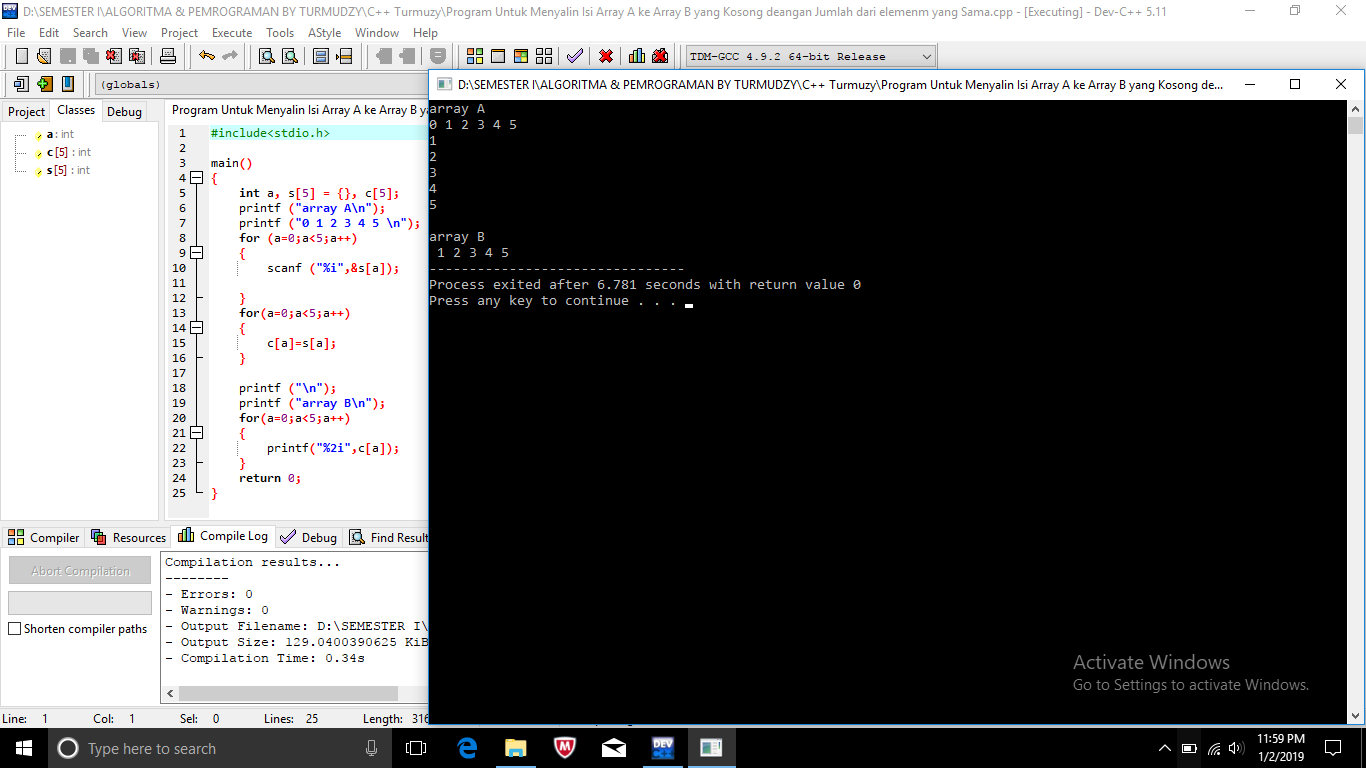 D:\SEMESTER I\ALGORITMA & PEMROGRAMAN BY TURMUDZY\C++ Turmuzy\Program Untuk Menyalin Isi Array A ke Array B yang Kosong deangan Jumlah dari elemenm yang Sama.cpp - [Executing] - Dev-C++ 5.11
File Edit Search View Project Execute Tools AStyle Window Help
TDM-GCC 4.9.2 64-bit Release
(globals)
Project Classes Debug
a : int
c [5] : int
s [5] : int
Program Untuk Menyalin Isi Array A ke Array B ya
1 #include<stdio.h>
2
3 main()
4 {
5 int a, s[5] = {}, c[5];
6 printf ("array A\n");
7 printf ("0 1 2 3 4 5 \n");
8 for (a=0;a<5;a++)
9 {
10 scanf ("%i",&s[a]);
11
12 }
13 for(a=0;a<5;a++)
14 {
15 c[a]=s[a];
16 }
17
18 printf ("\n");
19 printf ("array B\n");
20 for(a=0;a<5;a++)
21 {
22 printf("%2i",c[a]);
23 }
24 return 0;
25 }
D:\SEMESTER I\ALGORITMA & PEMROGRAMAN BY TURMUDZY\C++ Turmuzy\Program Untuk Menyalin Isi Array A ke Array B yang Kosong de...
array A
0 1 2 3 4 5
1
2
3
4
5
array B
1 2 3 4 5
--------------------------------
Process exited after 6.781 seconds with return value 0
Press any key to continue . . .
Compiler Resources Compile Log Debug Find Result
Abort Compilation
Shorten compiler paths
Compilation results...
--------
- Errors: 0
- Warnings: 0
- Output Filename: D:\SEMESTER I\
- Output Size: 129.0400390625 KiB
- Compilation Time: 0.34s
Activate Windows
Go to Settings to activate Windows.
Line: 1 Col: 1 Sel: 0 Lines: 25 Length: 316
Type here to search
DEV
11:59 PM
1/2/2019